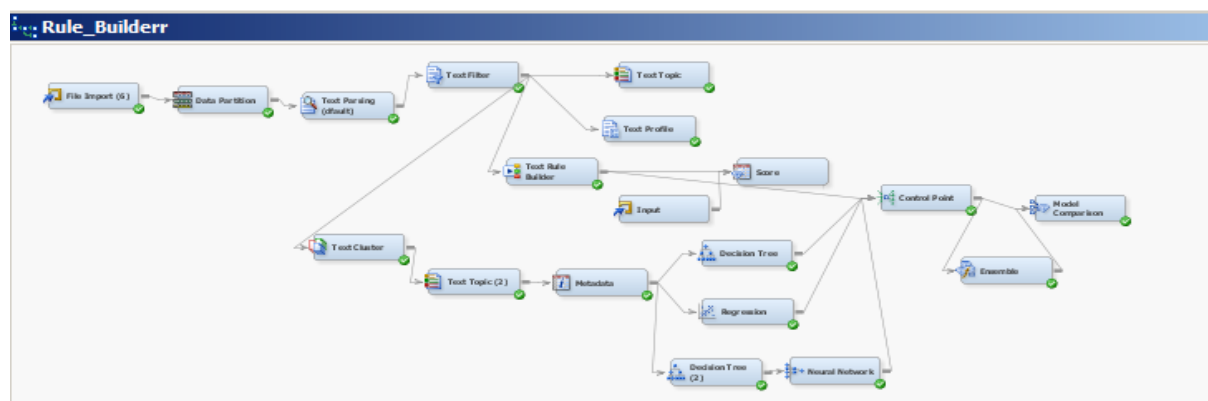 Rule_Builderr
Text Filter
Text Topic
File Import (6)
Data Partition
Text Parsing
(dfault)
Text Profile
Text Rule
Builder
Score
Control Point
Input
Model
Comparison
Text Cluster
Decision Tree
Ensemble
Text Topic (2)
Metadata
Regression
Decision Tree
(2)
Neural Network